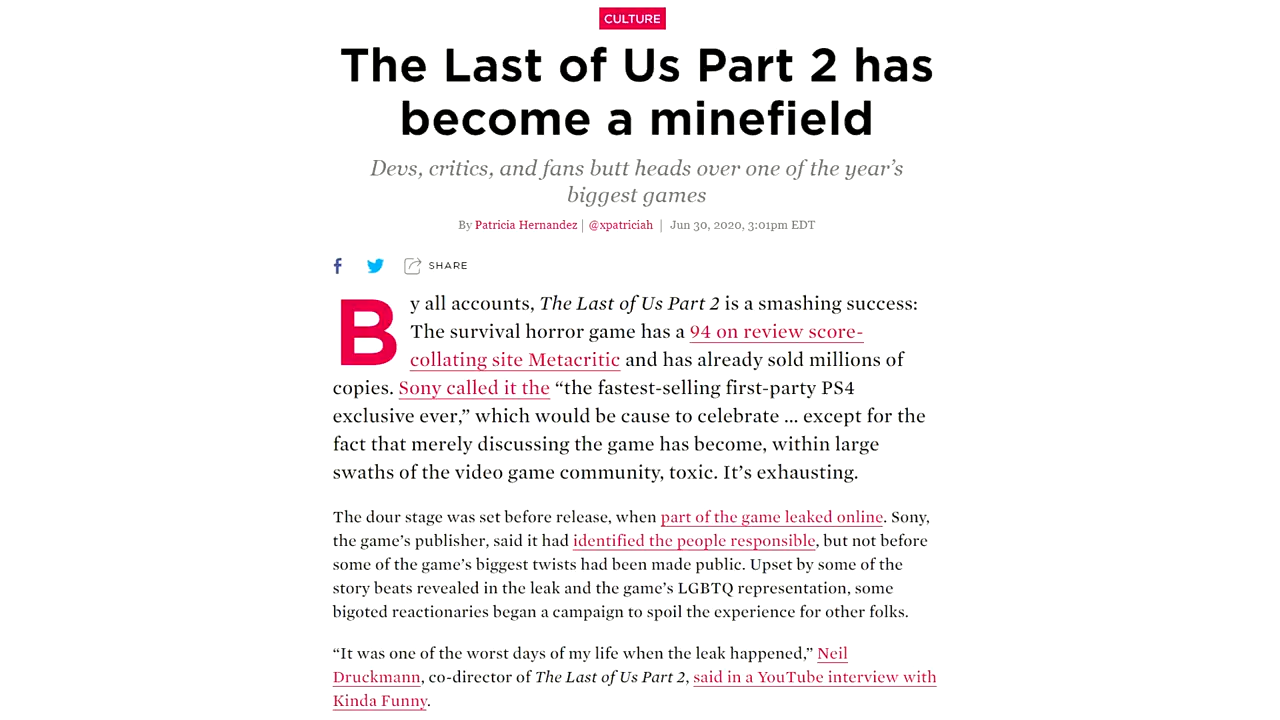 CULTURE
The Last of Us Part 2 has
become a minefield
Devs, critics, and fans butt heads over one of the year’s
biggest games
By Patricia Hernandez | @xpatriciah | Jun 30, 2020, 3:01pm EDT
SHARE
By all accounts, The Last of Us Part 2 is a smashing success:
The survival horror game has a 94 on review score-
collating site Metacritic and has already sold millions of
copies. Sony called it the “the fastest-selling first-party PS4
exclusive ever,” which would be cause to celebrate ... except for the
fact that merely discussing the game has become, within large
swaths of the video game community, toxic. It’s exhausting.
The dour stage was set before release, when part of the game leaked online. Sony,
the game’s publisher, said it had identified the people responsible, but not before
some of the game’s biggest twists had been made public. Upset by some of the
story beats revealed in the leak and the game’s LGBTQ representation, some
bigoted reactionaries began a campaign to spoil the experience for other folks.
“It was one of the worst days of my life when the leak happened,” Neil
Druckmann, co-director of The Last of Us Part 2, said in a YouTube interview with
Kinda Funny.